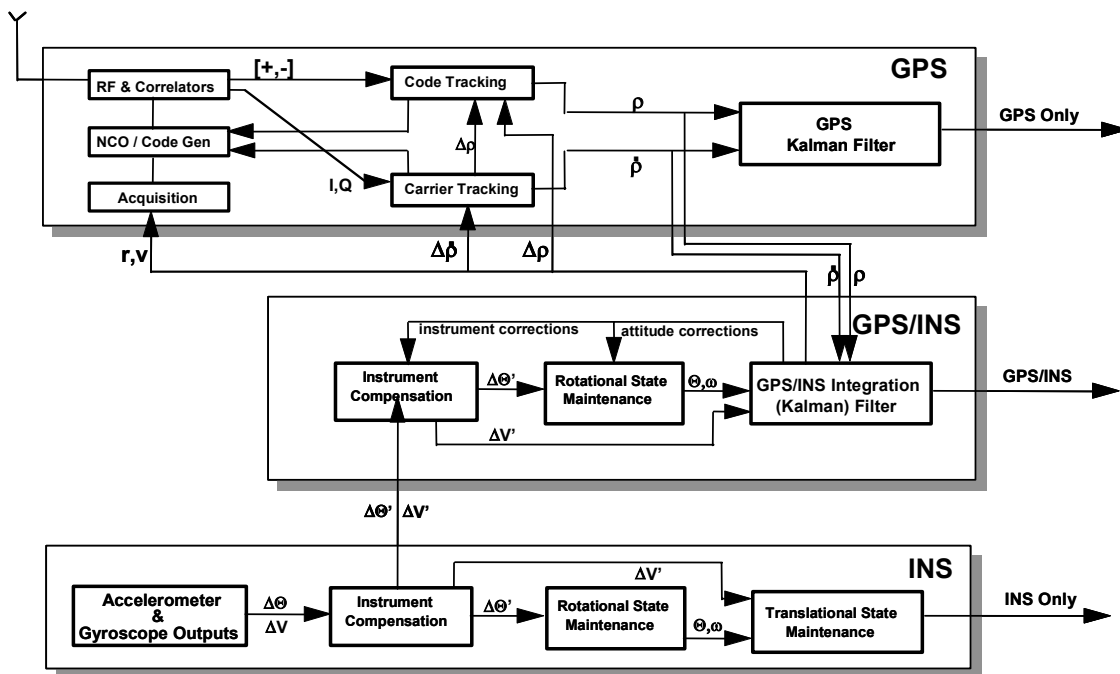 GPS
RF & Correlators
[+,-]
Code Tracking
ρ
GPS
Kalman Filter
GPS Only
NCO / Code Gen
Δρ
ρ̇
I,Q
Acquisition
Carrier Tracking
r,v
Δρ̇
Δρ
ρ̇
ρ
GPS/INS
instrument corrections
attitude corrections
Instrument
Compensation
ΔΘ’
Rotational State
Maintenance
Θ,ω
GPS/INS Integration
(Kalman) Filter
GPS/INS
ΔV’
ΔΘ’
ΔV’
INS
ΔV’
Accelerometer
&
Gyroscope Outputs
ΔΘ
ΔV
Instrument
Compensation
ΔΘ’
Rotational State
Maintenance
Θ,ω
Translational State
Maintenance
INS Only